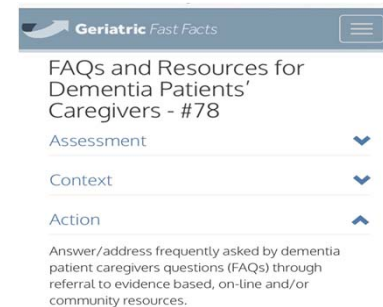 Geriatric Fast Facts
FAQs and Resources for
Dementia Patients'
Caregivers - #78
Assessment
Context
Action
Answer/address frequently asked by dementia
patient caregivers questions (FAQs) through
referral to evidence based, on-line and/or
community resources.